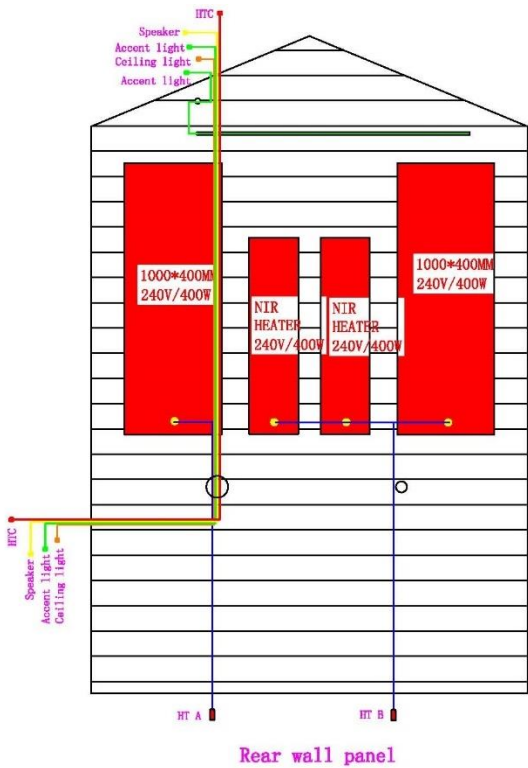 HTC
Speaker
Accent light
Ceiling light
Accent light
1000*400MM
240V/400W
NIR
HEATER
240V/400W
NIR
HEATER
240V/400W
1000*400MM
240V/400W
HTC
Speaker
Accent light
Ceiling light
HT A
HT B
Rear wall panel